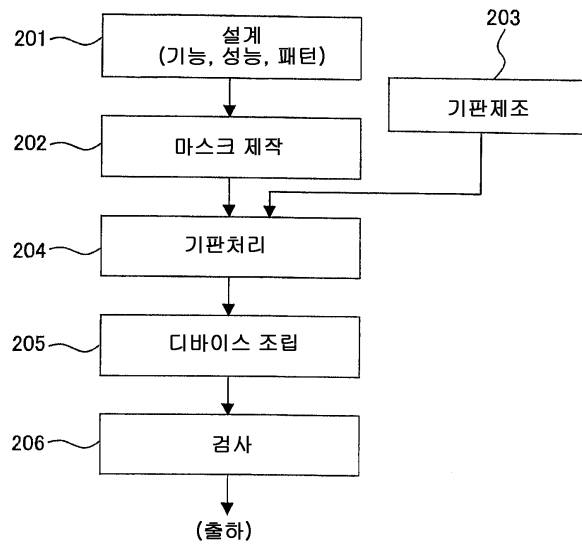 201
설계
(기능, 성능, 패턴)
203
기판제조
202
마스크 제작
204
기판처리
205
디바이스 조립
206
검사
(출하)